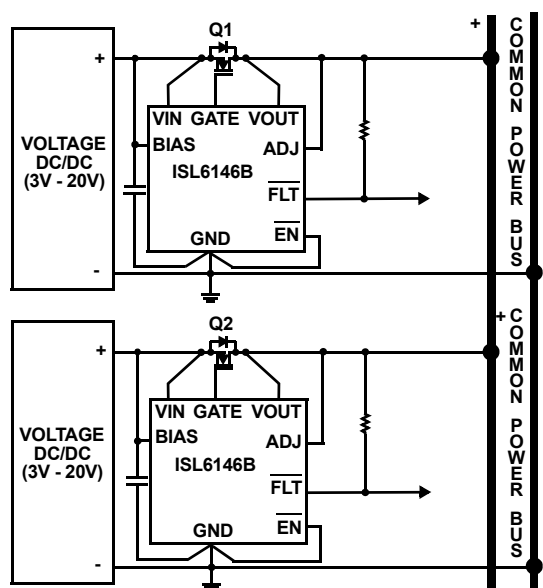 Q1
+
+
VIN GATE VOUT
BIAS
ADJ
ISL6146B
FLT
EN
GND
VOLTAGE
DC/DC
(3V - 20V)
-
COMMON POWER BUS
COMMON POWER BUS
Q2
+
+
VIN GATE VOUT
BIAS
ADJ
ISL6146B
FLT
EN
GND
VOLTAGE
DC/DC
(3V - 20V)
-